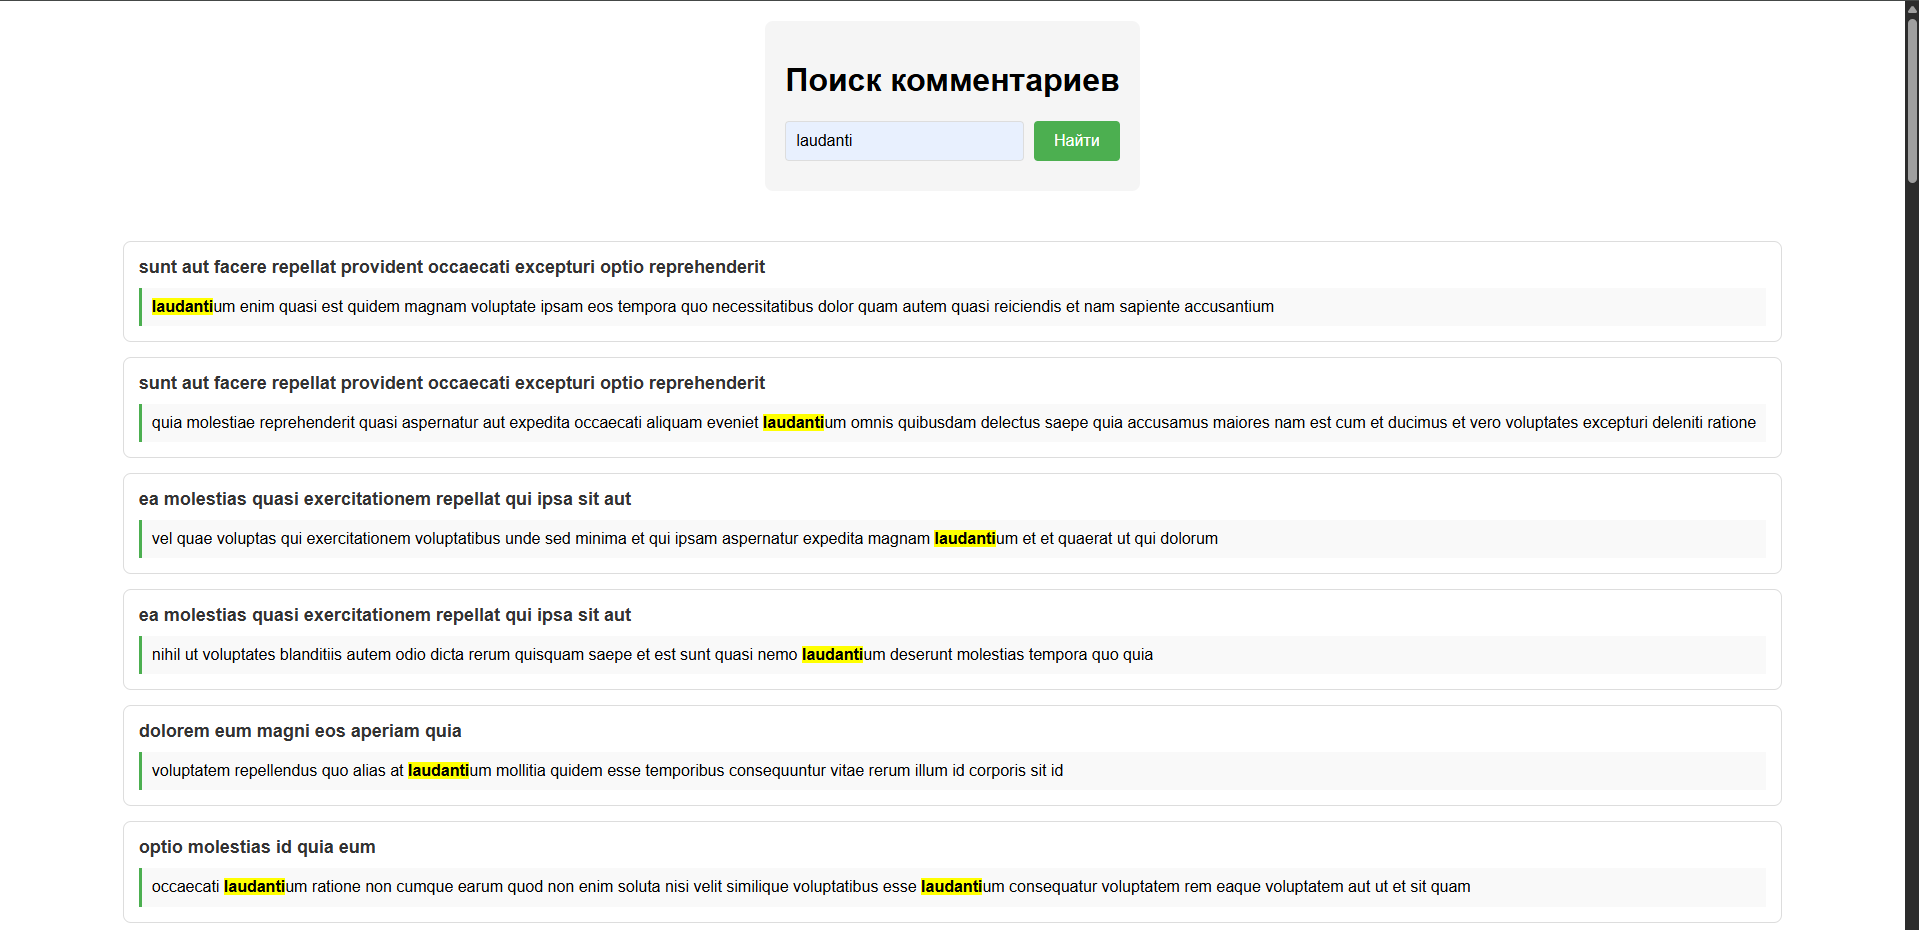 Поиск комментариев
laudanti
Найти
sunt aut facere repellat provident occaecati excepturi optio reprehenderit
laudantium enim quasi est quidem magnam voluptate ipsam eos tempora quo necessitatibus dolor quam autem quasi reiciendis et nam sapiente accusantium
sunt aut facere repellat provident occaecati excepturi optio reprehenderit
quia molestiae reprehenderit quasi aspernatur aut expedita occaecati aliquam eveniet laudantium omnis quibusdam delectus saepe quia accusamus maiores nam est cum et ducimus et vero voluptates excepturi deleniti ratione
ea molestias quasi exercitationem repellat qui ipsa sit aut
vel quae voluptas qui exercitationem voluptatibus unde sed minima et qui ipsam aspernatur expedita magnam laudantium et et quaerat ut qui dolorum
ea molestias quasi exercitationem repellat qui ipsa sit aut
nihil ut voluptates blanditiis autem odio dicta rerum quisquam saepe et est sunt quasi nemo laudantium deserunt molestias tempora quo quia
dolorem eum magni eos aperiam quia
voluptatem repellendus quo alias at laudantium mollitia quidem esse temporibus consequuntur vitae rerum illum id corporis sit id
optio molestias id quia eum
occaecati laudantium ratione non cumque earum quod non enim soluta nisi velit similique voluptatibus esse laudantium consequatur voluptatem rem eaque voluptatem aut ut et sit quam